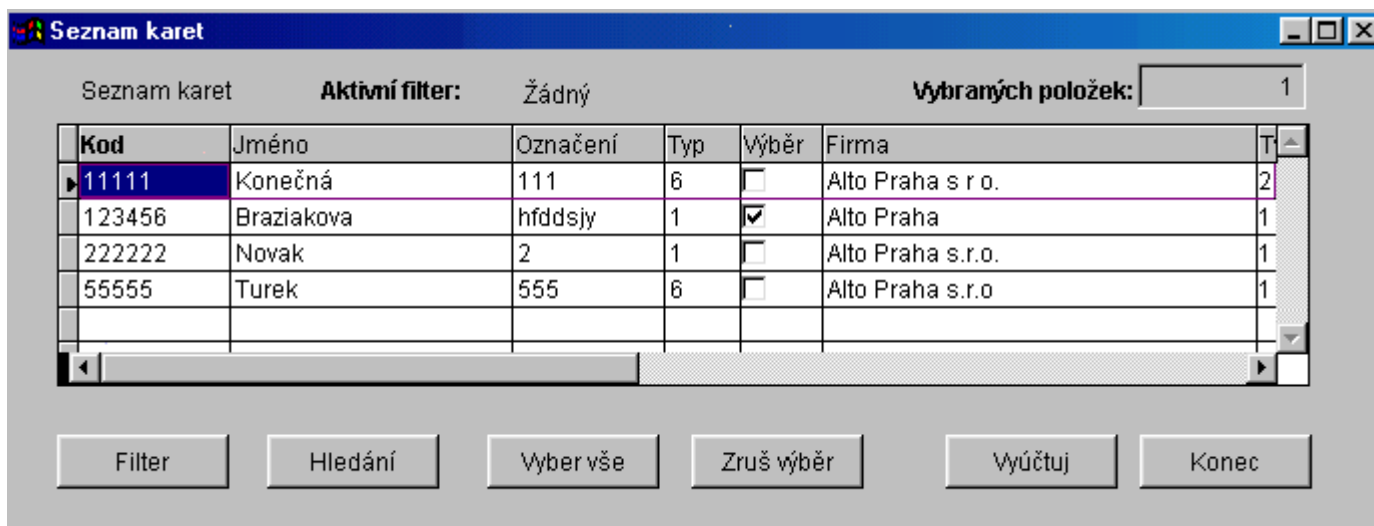 Seznam karet
Seznam karet Aktivní filter: Žádný Vybraných položek: 1
Kod Jméno Označení Typ Výběr Firma
11111 Konečná 111 6 Alto Praha s r o. 2
123456 Braziakova hfddsjy 1 Alto Praha 1
222222 Novak 2 1 Alto Praha s.r.o. 1
55555 Turek 555 6 Alto Praha s.r.o 1
Filter Hledání Vyber vše Zruš výběr Vyúčtuj Konec